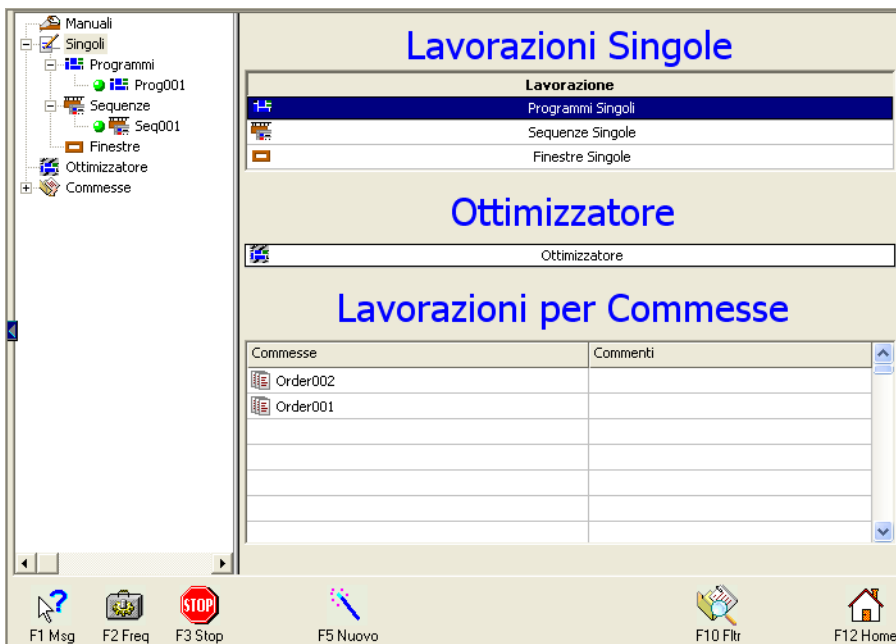 Manuali
Singoli
Programmi
Prog001
Sequenze
Seq001
Finestre
Ottimizzatore
Commesse
Lavorazioni Singole
Lavorazione
Programmi Singoli
Sequenze Singole
Finestre Singole
Ottimizzatore
Ottimizzatore
Lavorazioni per Commesse
Commesse Commenti
Order002
Order001
STOP
F1 Msg F2 Freq F3 Stop F5 Nuovo F10 Fltr F12 Home